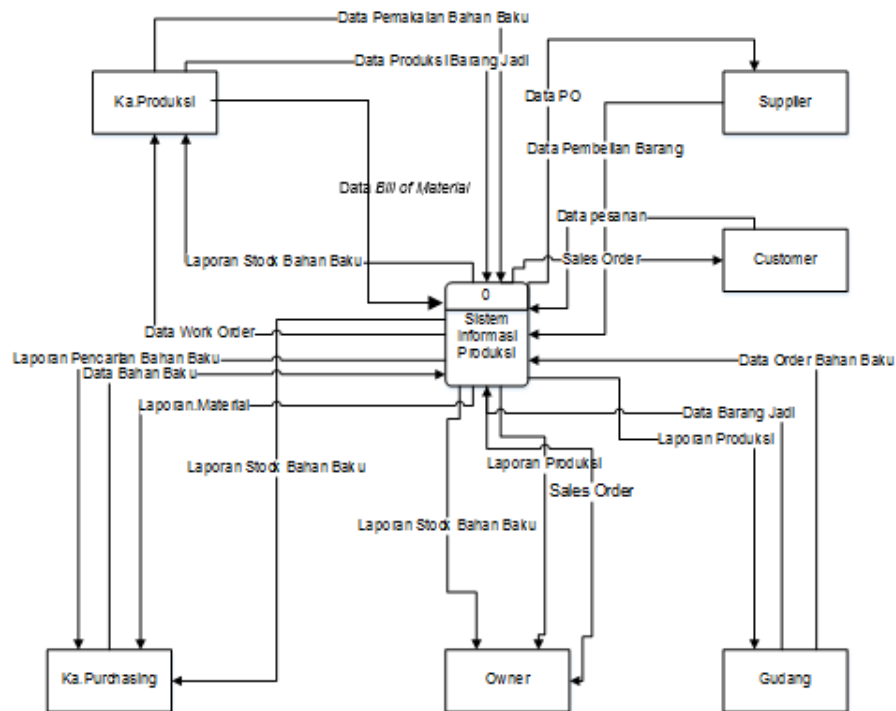 Data Pemakaian Bahan Baku
Data Produksi Barang Jadi
Ka.Produksi
Data PO
Supplier
Data Pembelian Barang
Data Bill of Material
Data pesanan
Laporan Stock Bahan Baku
Sales Order
Customer
0
Sistem
Informasi
Produksi
Data Work Order
Laporan Pencarian Bahan Baku
Data Bahan Baku
Data Order Bahan Baku
Laporan Material
Data Barang Jadi
Laporan Produksi
Laporan Stock Bahan Baku
Laporan Produksi
Sales Order
Laporan Stock Bahan Baku
Ka.Purchasing
Owner
Gudang